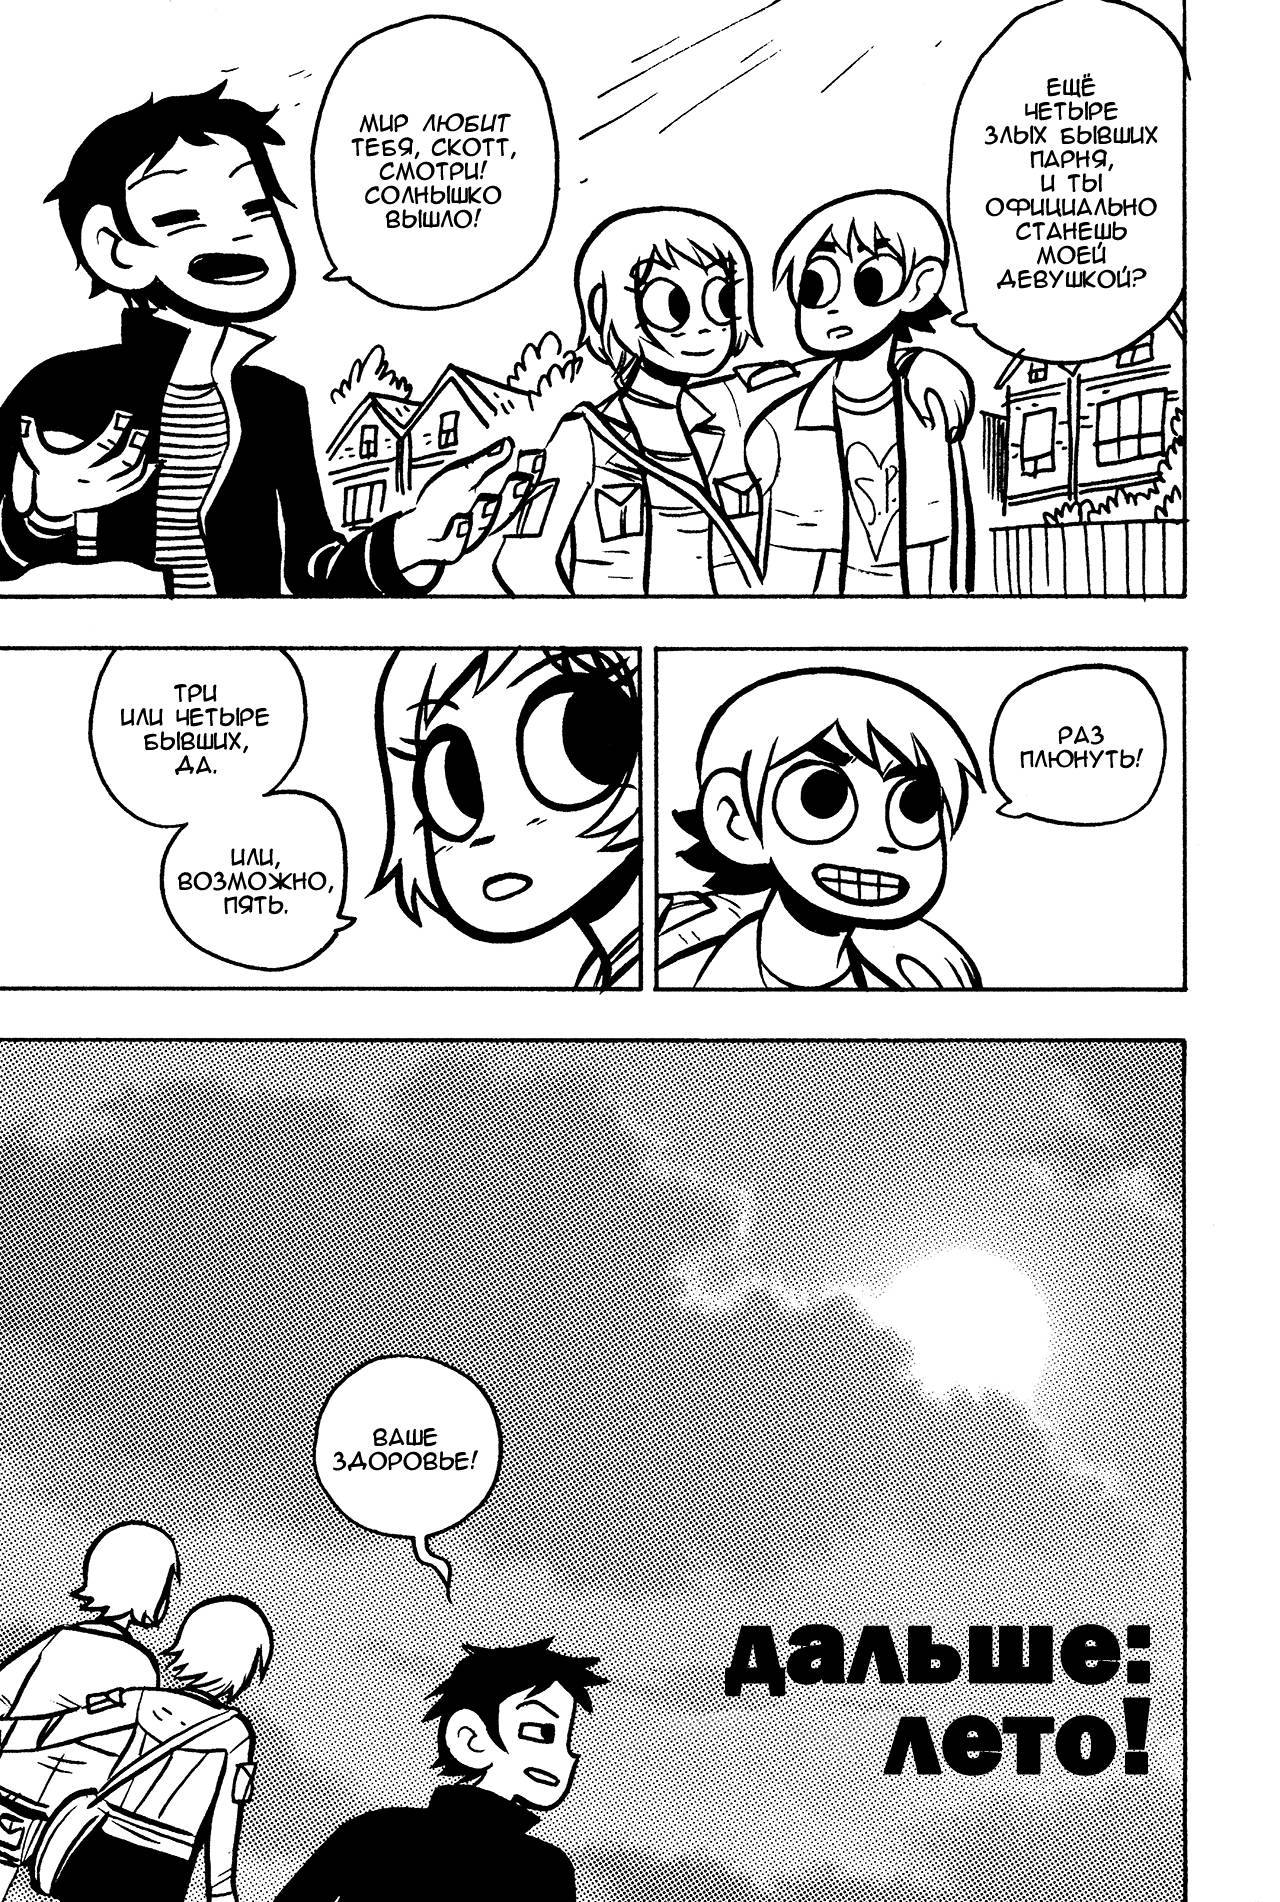 МИР ЛЮБИТ
ТЕБЯ, СКОТТ,
СМОТРИ!
СОЛНЫШКО
ВЫШЛО!
ЕЩЁ
ЧЕТЫРЕ
ЗЛЫХ БЫВШИХ
ПАРНЯ,
И ТЫ
ОФИЦИАЛЬНО
СТАНЕШЬ
МОЕЙ
ДЕВУШКОЙ?
S.P.
ТРИ
ИЛИ ЧЕТЫРЕ
БЫВШИХ,
ДА.
ИЛИ,
ВОЗМОЖНО,
ПЯТЬ.
РАЗ
ПЛЮНУТЬ!
ВАШЕ
ЗДОРОВЬЕ!
дальше:
лето!